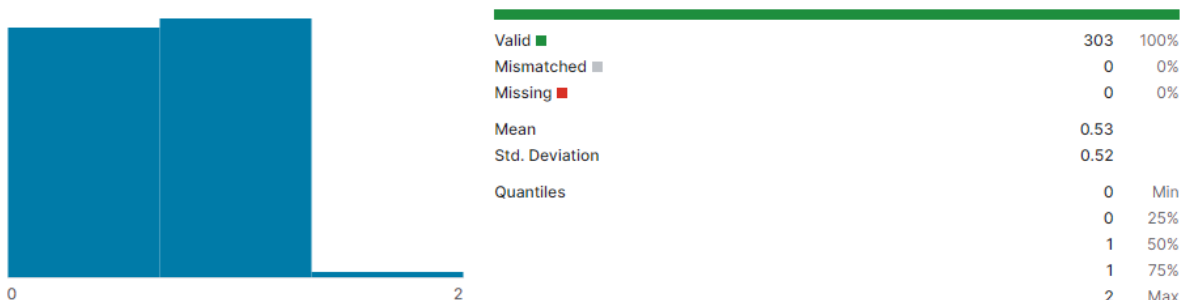 Valid 303 100%
Mismatched 0 0%
Missing 0 0%
Mean 0.53
Std. Deviation 0.52
Quantiles 0 Min
0 25%
1 50%
1 75%
2 Max
0 2